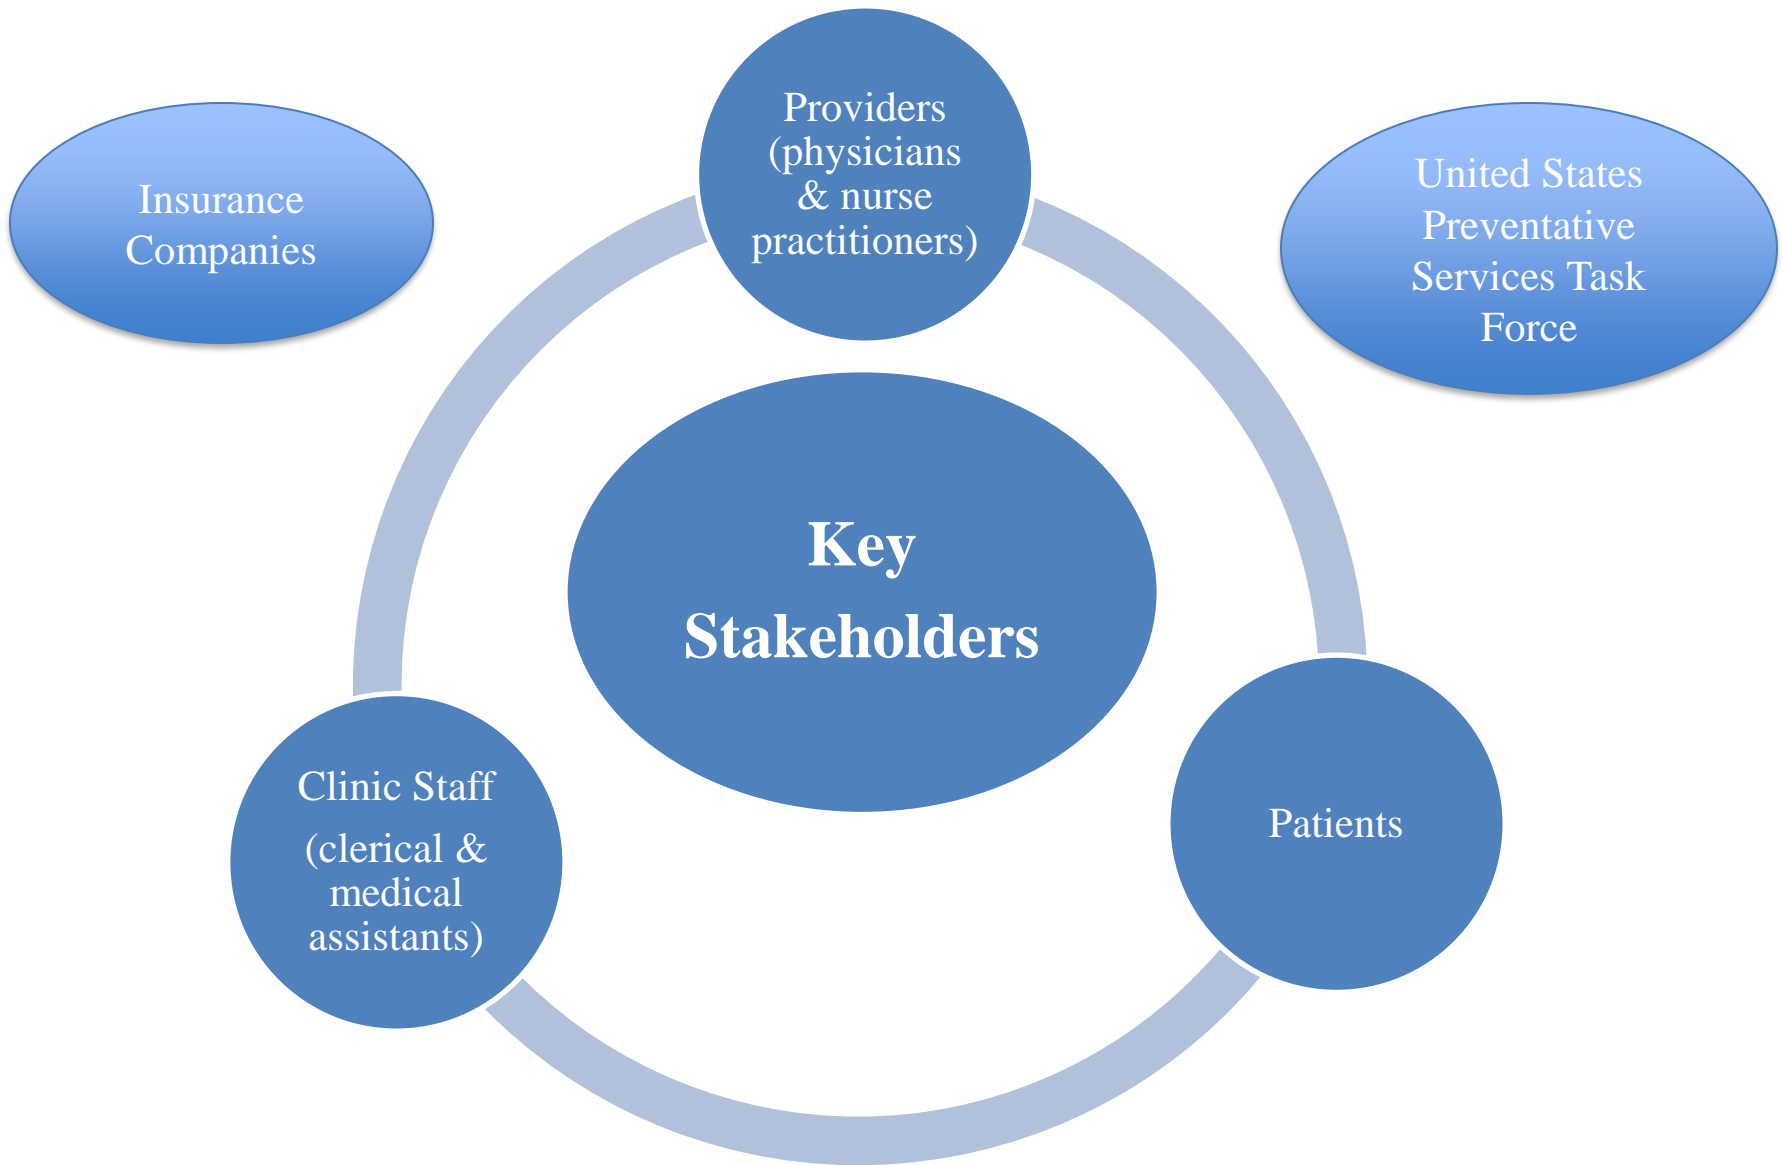 Providers
(physicians
& nurse
practitioners)
Insurance
Companies
United States
Preventative
Services Task
Force
Key
Stakeholders
Clinic Staff
(clerical &
medical
assistants)
Patients